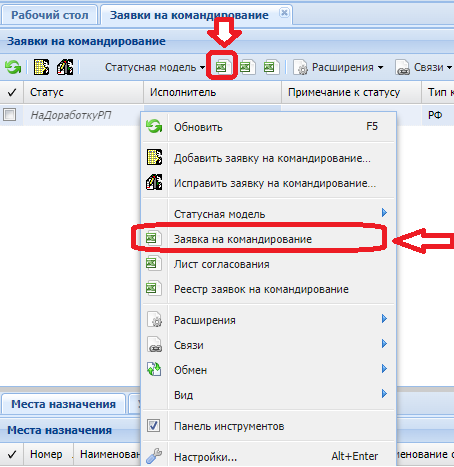 Рабочий стол Заявки на командирование
Заявки на командирование
Статусная модель Расширения Связи
Статус Исполнитель Примечание к статусу Тип к
НаДоработкуРП РФ
Обновить F5
Добавить заявку на командирование...
Исправить заявку на командирование...
Статусная модель
Заявка на командирование
Лист согласования
Реестр заявок на командирование
Расширения
Связи
Обмен
Вид
Панель инструментов
Настройки... Alt+Enter
Места назначения
Места назначения
Номер Наименован